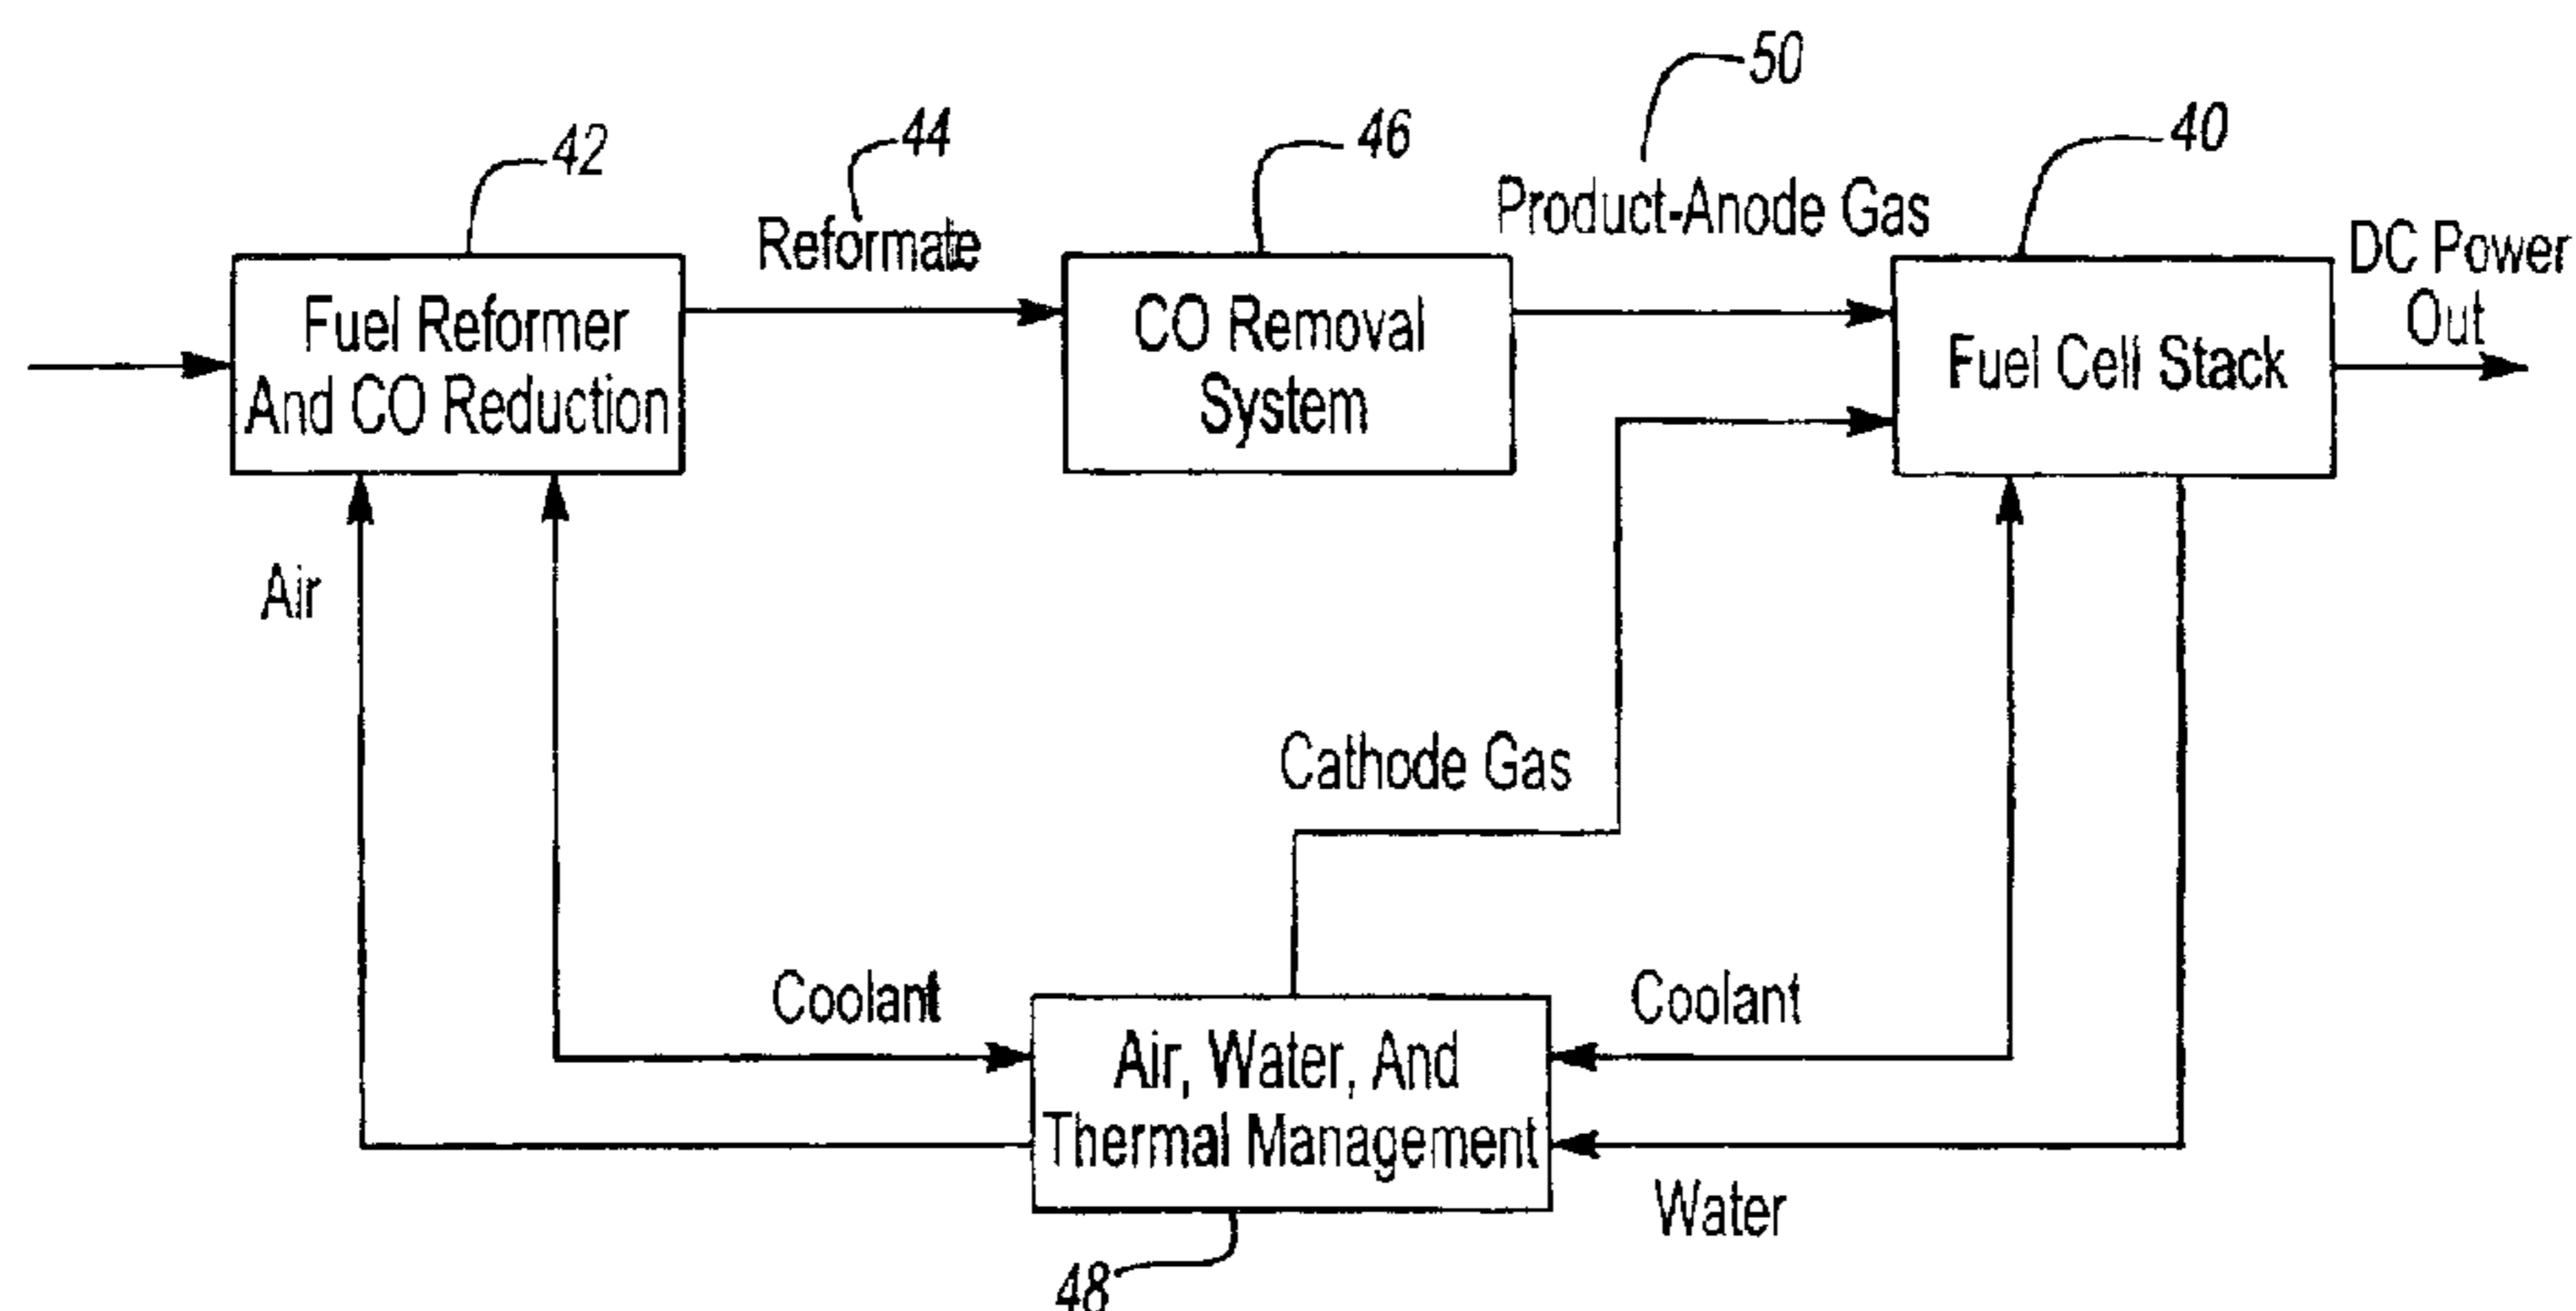 50
44
46
40
42
Product-Anode Gas
Reformate
DC Power
Out
Fuel Reformer
And CO Reduction
CO Removal
System
Fuel Cell Stack
Air
Cathode Gas
Coolant
Coolant
Air, Water, And
Thermal Management
Water
48